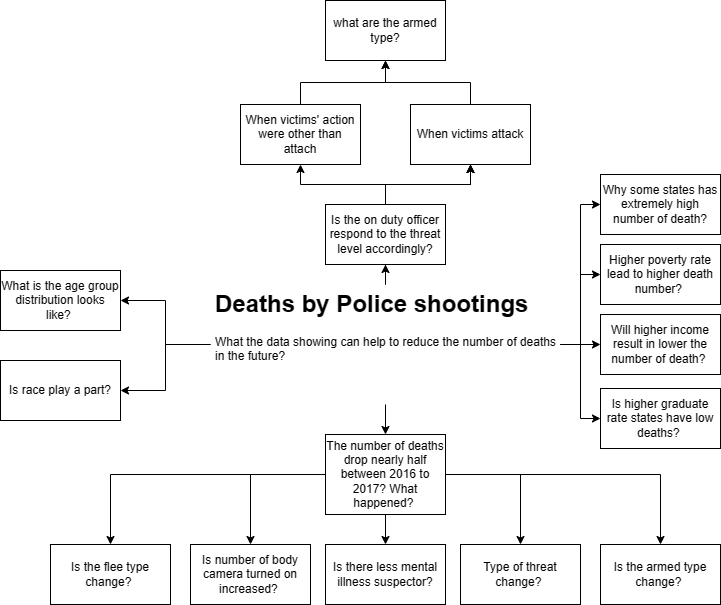 what are the armed
type?
When victims' action
were other than
attach
When victims attack
Is the on duty officer
respond to the threat
level accordingly?
Why some states has
extremely high
number of death?
Higher poverty rate
lead to higher death
number?
What is the age group
distribution looks
like?
Deaths by Police shootings
What the data showing can help to reduce the number of deaths
in the future?
Will higher income
result in lower the
number of death?
Is race play a part?
Is higher graduate
rate states have low
deaths?
The number of deaths
drop nearly half
between 2016 to
2017? What
happened?
Is the flee type
change?
Is number of body
camera turned on
increased?
Is there less mental
illness suspector?
Type of threat
change?
Is the armed type
change?